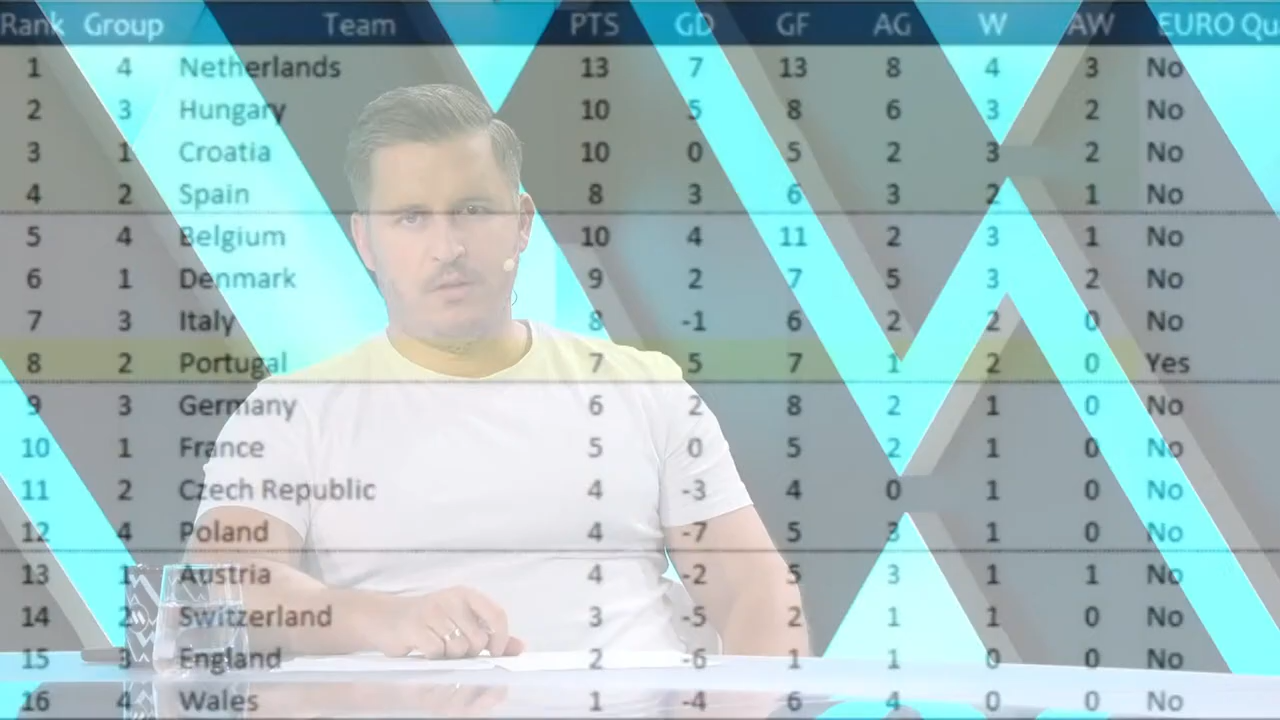 Rank Group Team PTS GD GF AG W AW EURO Qu
1 4 Netherlands 13 7 13 8 4 3 No
2 3 Hungary 10 5 8 6 3 2 No
3 1 Croatia 10 0 5 2 3 2 No
4 2 Spain 8 3 6 3 2 1 No
5 4 Belgium 10 4 11 2 3 1 No
6 1 Denmark 9 2 7 5 3 2 No
7 3 Italy 8 -1 6 2 2 0 No
8 2 Portugal 7 5 7 1 2 0 Yes
9 3 Germany 6 2 8 2 1 0 No
10 1 France 5 0 5 2 1 0 No
11 2 Czech Republic 4 -3 4 0 1 0 No
12 4 Poland 4 -7 5 3 1 0 No
13 1 Austria 4 -2 5 3 1 1 No
14 2 Switzerland 3 -5 2 1 1 0 No
15 3 England 2 -6 1 1 0 0 No
16 4 Wales 1 -4 6 4 0 0 No